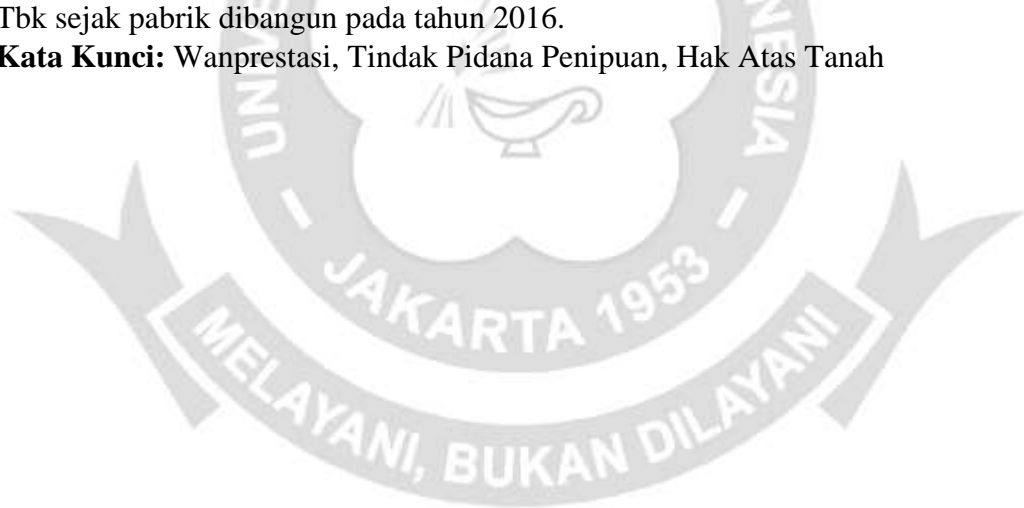 Tbk sejak pabrik dibangun pada tahun 2016.
Kata Kunci: Wanprestasi, Tindak Pidana Penipuan, Hak Atas Tanah
JAKARTA 1953
MELAYANI, BUKAN DILAYANI